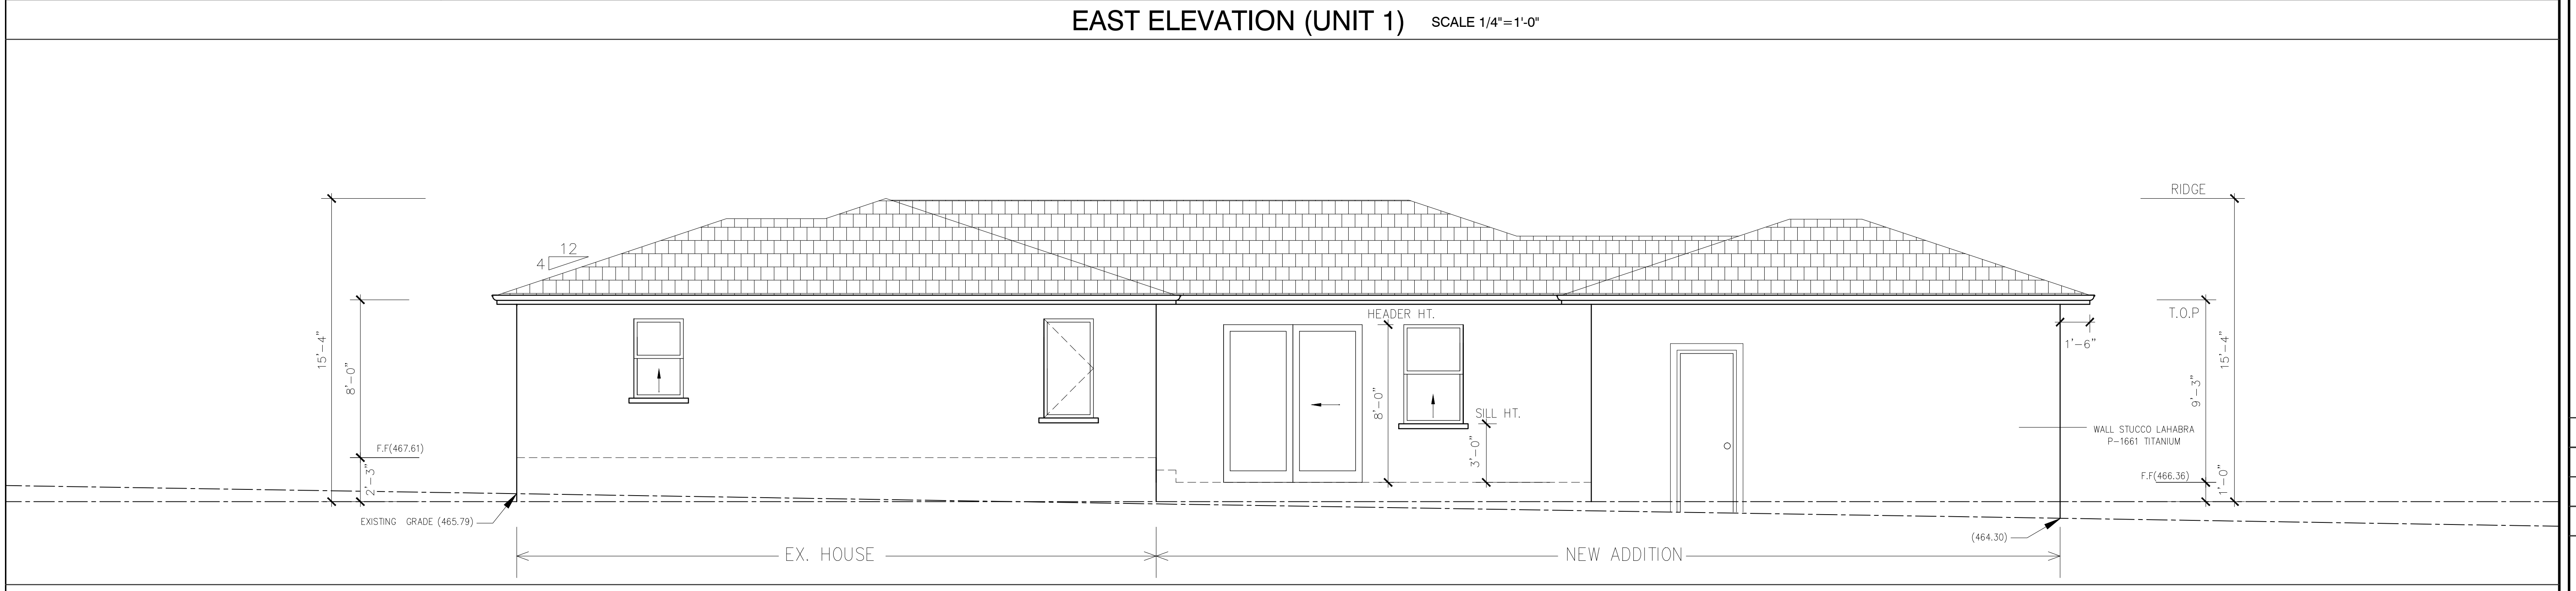 EAST ELEVATION (UNIT 1) SCALE 1/4"=1'-0"
RIDGE
12
4
HEADER HT.
T.O.P
15'-4"
8'-0"
1'-6"
15'-4"
9'-3"
8'-0"
SILL HT.
3'-0"
WALL STUCCO LAHABRA
P-1661 TITANIUM
F.F(467.61)
2'-3"
F.F(466.36)
1'-0"
EXISTING GRADE (465.79)
(464.30)
EX. HOUSE
NEW ADDITION